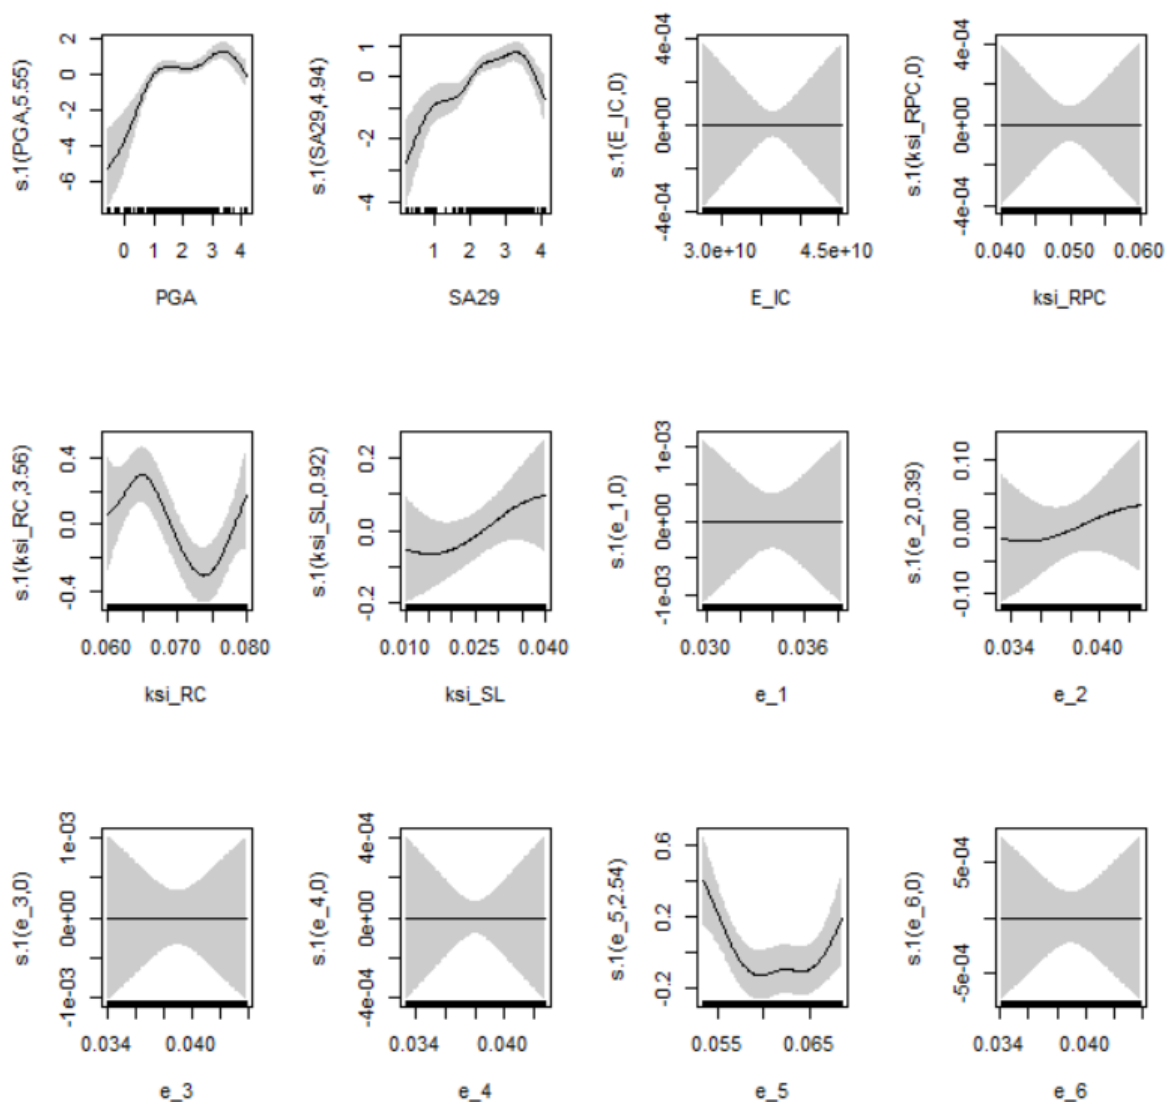 s.1(PGA,5.55)
2
0
-2
-4
-6
0 1 2 3 4
PGA
s.1(SA29,4.94)
1
0
-2
-4
1 2 3 4
SA29
s.1(E_IC,0)
4e-04
0e+00
-4e-04
3.0e+10 4.5e+10
E_IC
s.1(ksi_RPC,0)
4e-04
0e+00
-4e-04
0.040 0.050 0.060
ksi_RPC
s.1(ksi_RC,3.56)
0.4
0.0
-0.4
0.060 0.070 0.080
ksi_RC
s.1(ksi_SL,0.92)
0.2
0.0
-0.2
0.010 0.025 0.040
ksi_SL
s.1(e_1,0)
1e-03
0e+00
-1e-03
0.030 0.036
e_1
s.1(e_2,0.39)
0.10
0.00
-0.10
0.034 0.040
e_2
s.1(e_3,0)
1e-03
0e+00
-1e-03
0.034 0.040
e_3
s.1(e_4,0)
4e-04
0e+00
-4e-04
0.034 0.040
e_4
s.1(e_5,2.54)
0.6
0.2
-0.2
0.055 0.065
e_5
s.1(e_6,0)
5e-04
-5e-04
0.034 0.040
e_6